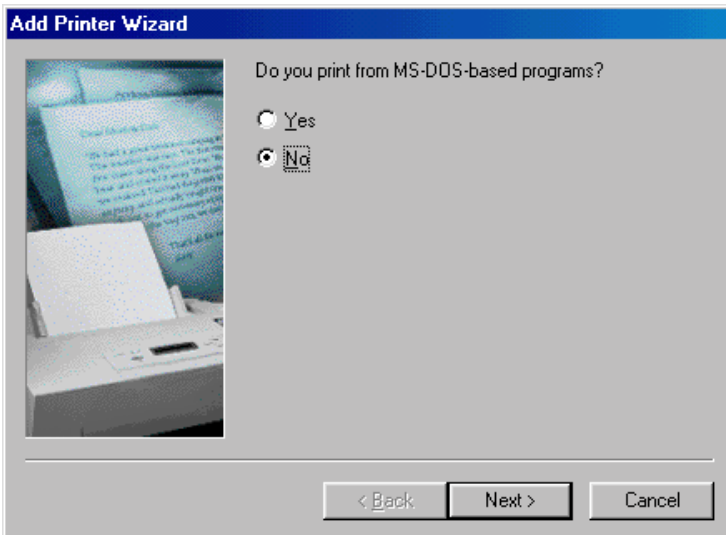 Add Printer Wizard
Do you print from MS-DOS-based programs?
Yes
No
< Back
Next >
Cancel